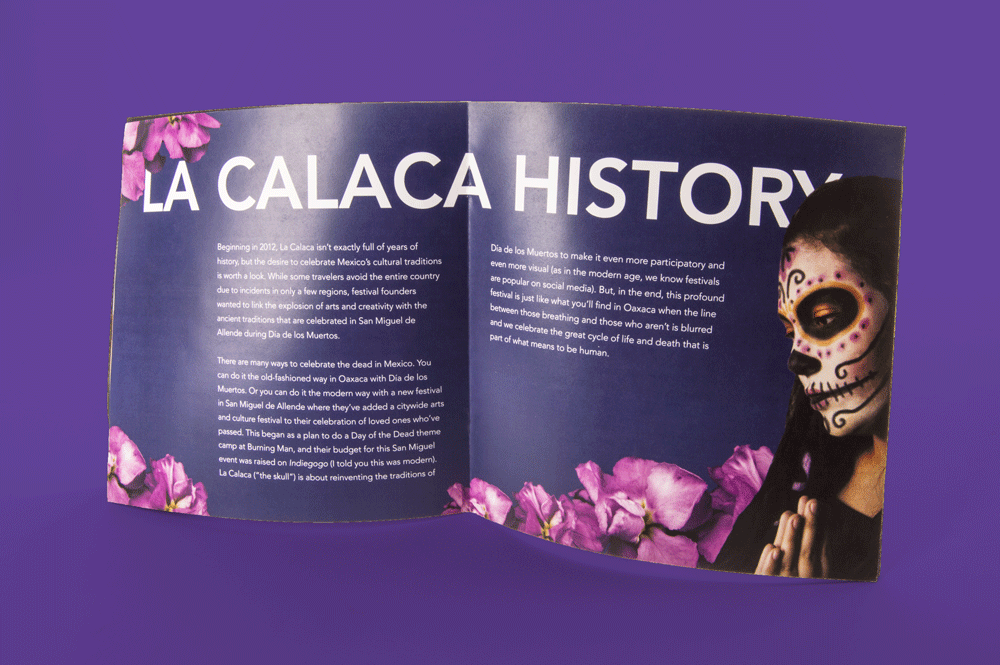 LA CALACA HISTORY
Beginning in 2012, La Calaca isn't exactly full of years of
history, but the desire to celebrate Mexico's cultural traditions
is worth a look. While some travelers avoid the entire country
due to incidents in only a few regions, festival founders
wanted to link the explosion of arts and creativity with the
ancient traditions that are celebrated in San Miguel de
Allende during Día de los Muertos.
There are many ways to celebrate the dead in Mexico. You
can do it the old-fashioned way in Oaxaca with Día de los
Muertos. Or you can do it the modern way with a new festival
in San Miguel de Allende where they've added a citywide arts
and culture festival to their celebration of loved ones who've
passed. This began as a plan to do a Day of the Dead theme
camp at Burning Man, and their budget for this San Miguel
event was raised on Indiegogo (I told you this was modern).
La Calaca ("the skull") is about reinventing the traditions of
Día de los Muertos to make it even more participatory and
even more visual (as in the modern age, we know festivals
are popular on social media). But, in the end, this profound
festival is just like what you'll find in Oaxaca when the line
between those breathing and those who aren't is blurred
and we celebrate the great cycle of life and death that is
part of what means to be human.